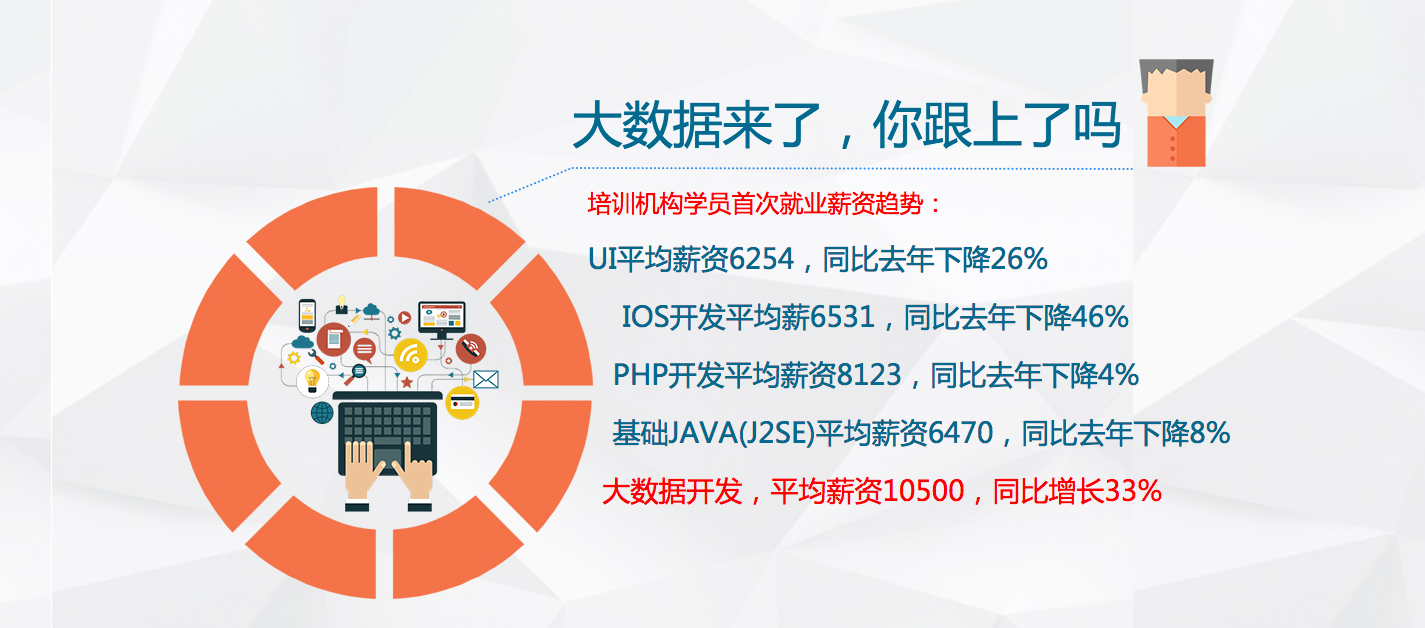 大数据来了，你跟上了吗
培训机构学员首次就业薪资趋势：
UI平均薪资6254，同比去年下降26%
IOS开发平均薪6531，同比去年下降46%
PHP开发平均薪资8123，同比去年下降4%
基础JAVA(J2SE)平均薪资6470，同比去年下降8%
大数据开发，平均薪资10500，同比增长33%